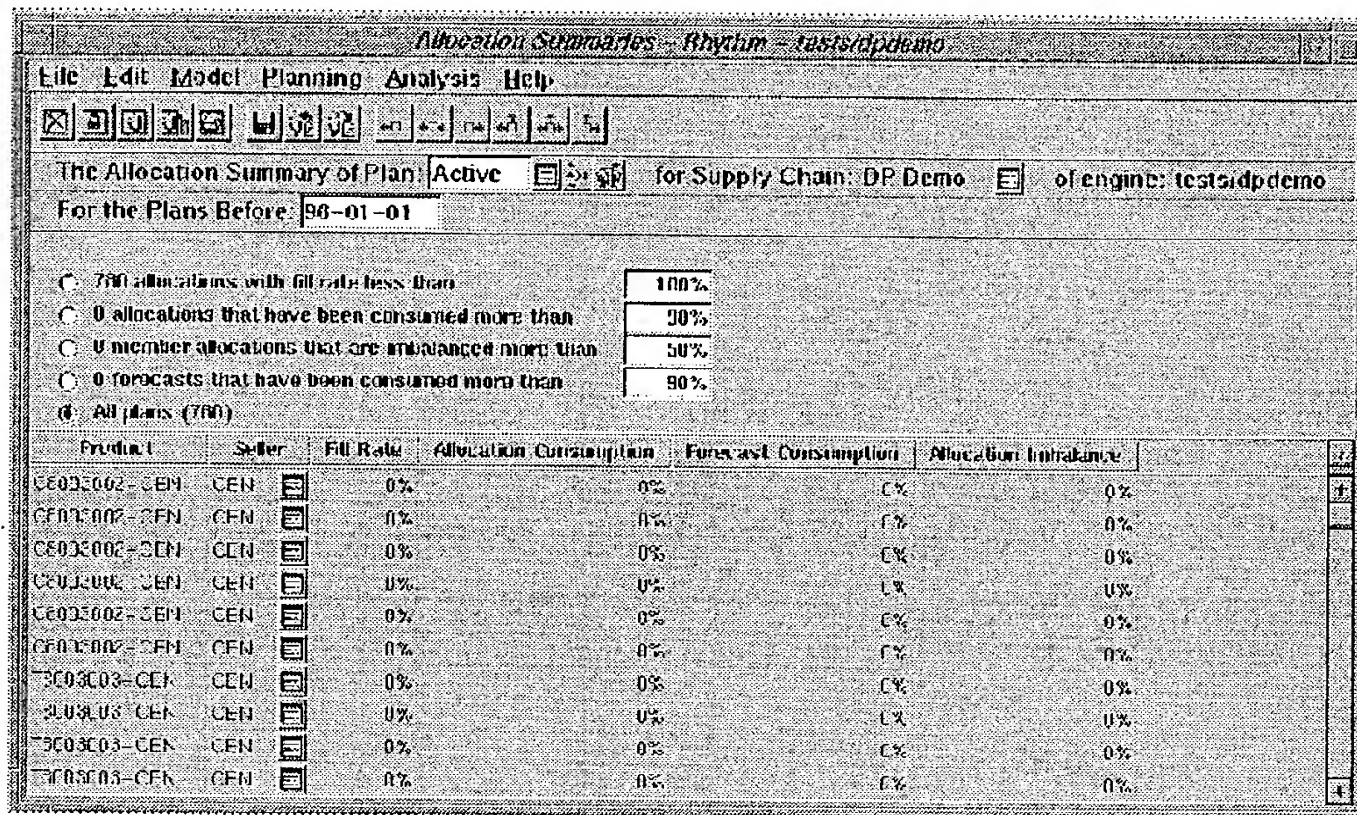 Allocation Summaries - Rhythm - tests/dpdemo
File Edit Model Planning Analysis Help
The Allocation Summary of Plan: Active for Supply Chain: DP Demo of engine: tests/dpdemo
For the Plans Before: 98-01-01
780 allocations with fill rate less than 100%
0 allocations that have been consumed more than 90%
0 member allocations that are imbalanced more than 50%
0 forecasts that have been consumed more than 90%
All plans (780)
Product Seller Fill Rate Allocation Consumption Forecast Consumption Allocation Imbalance
CEN 0% 0% 0% 0%
CEN 0% 0% 0% 0%
CEN 0% 0% 0% 0%
CEN 0% 0% 0% 0%
CEN 0% 0% 0% 0%
CEN 0% 0% 0% 0%
CEN 0% 0% 0% 0%
CEN 0% 0% 0% 0%
CEN 0% 0% 0% 0%
CEN 0% 0% 0% 0%